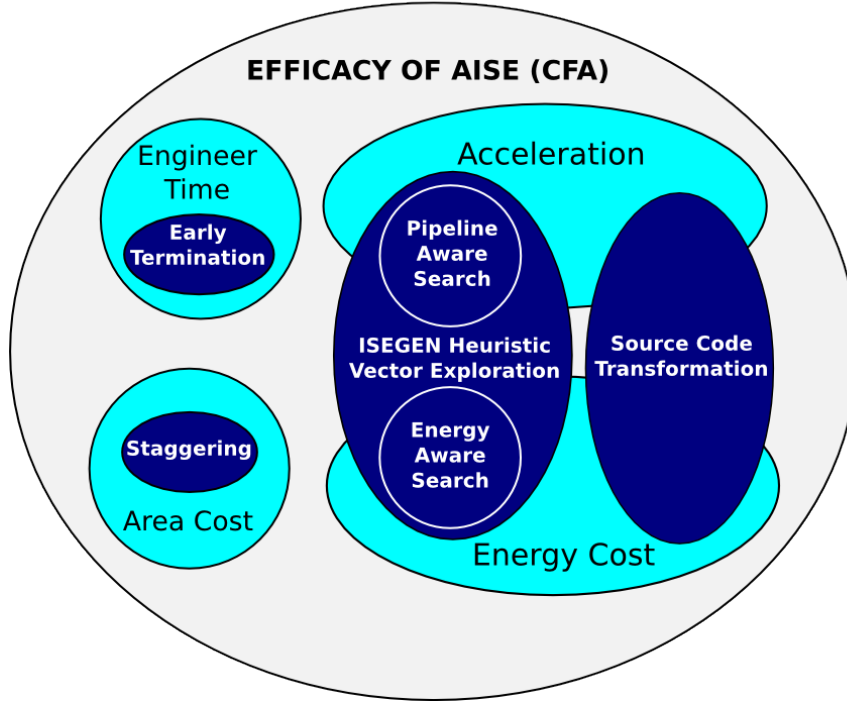 EFFICACY OF AISE (CFA)
Engineer
Time
Early
Termination
Acceleration
Pipeline
Aware
Search
ISEGEN Heuristic
Vector Exploration
Source Code
Transformation
Energy
Aware
Search
Staggering
Area Cost
Energy Cost